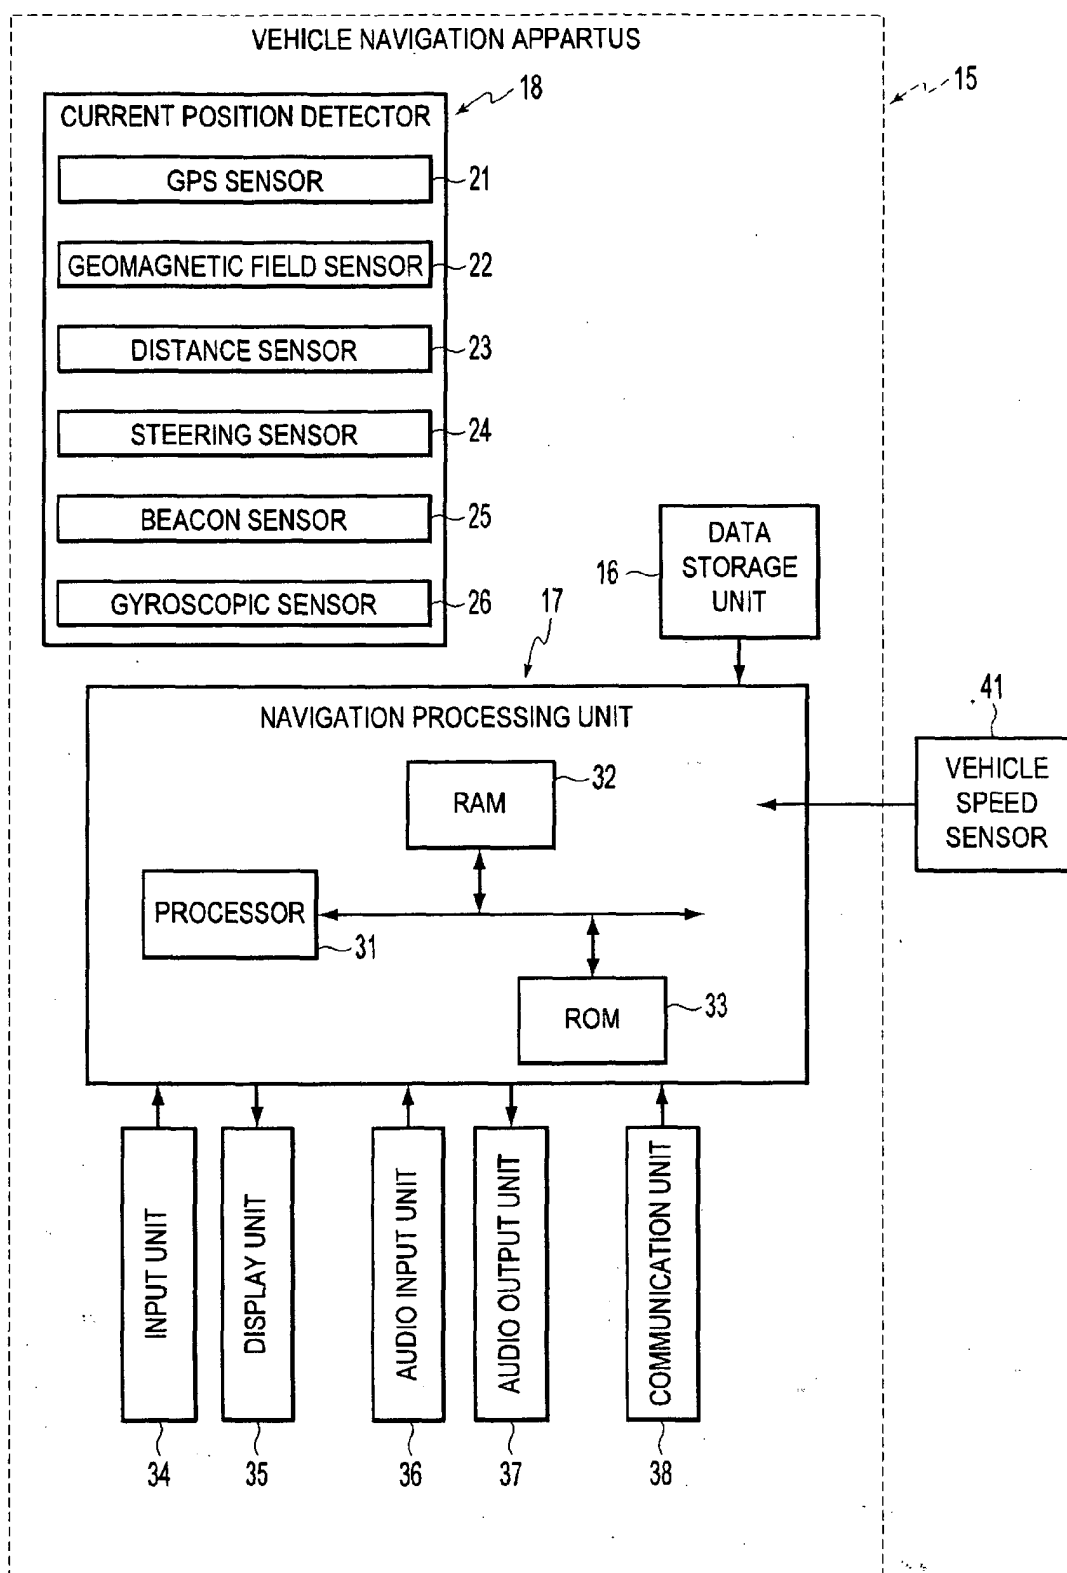 VEHICLE NAVIGATION APPARTUS
15
18
CURRENT POSITION DETECTOR
GPS SENSOR
21
GEOMAGNETIC FIELD SENSOR
22
DISTANCE SENSOR
23
STEERING SENSOR
24
BEACON SENSOR
25
GYROSCOPIC SENSOR
26
16
DATA
STORAGE
UNIT
17
NAVIGATION PROCESSING UNIT
41
VEHICLE
SPEED
SENSOR
RAM
32
PROCESSOR
31
ROM
33
INPUT UNIT
DISPLAY UNIT
AUDIO INPUT UNIT
AUDIO OUTPUT UNIT
COMMUNICATION UNIT
34
35
36
37
38